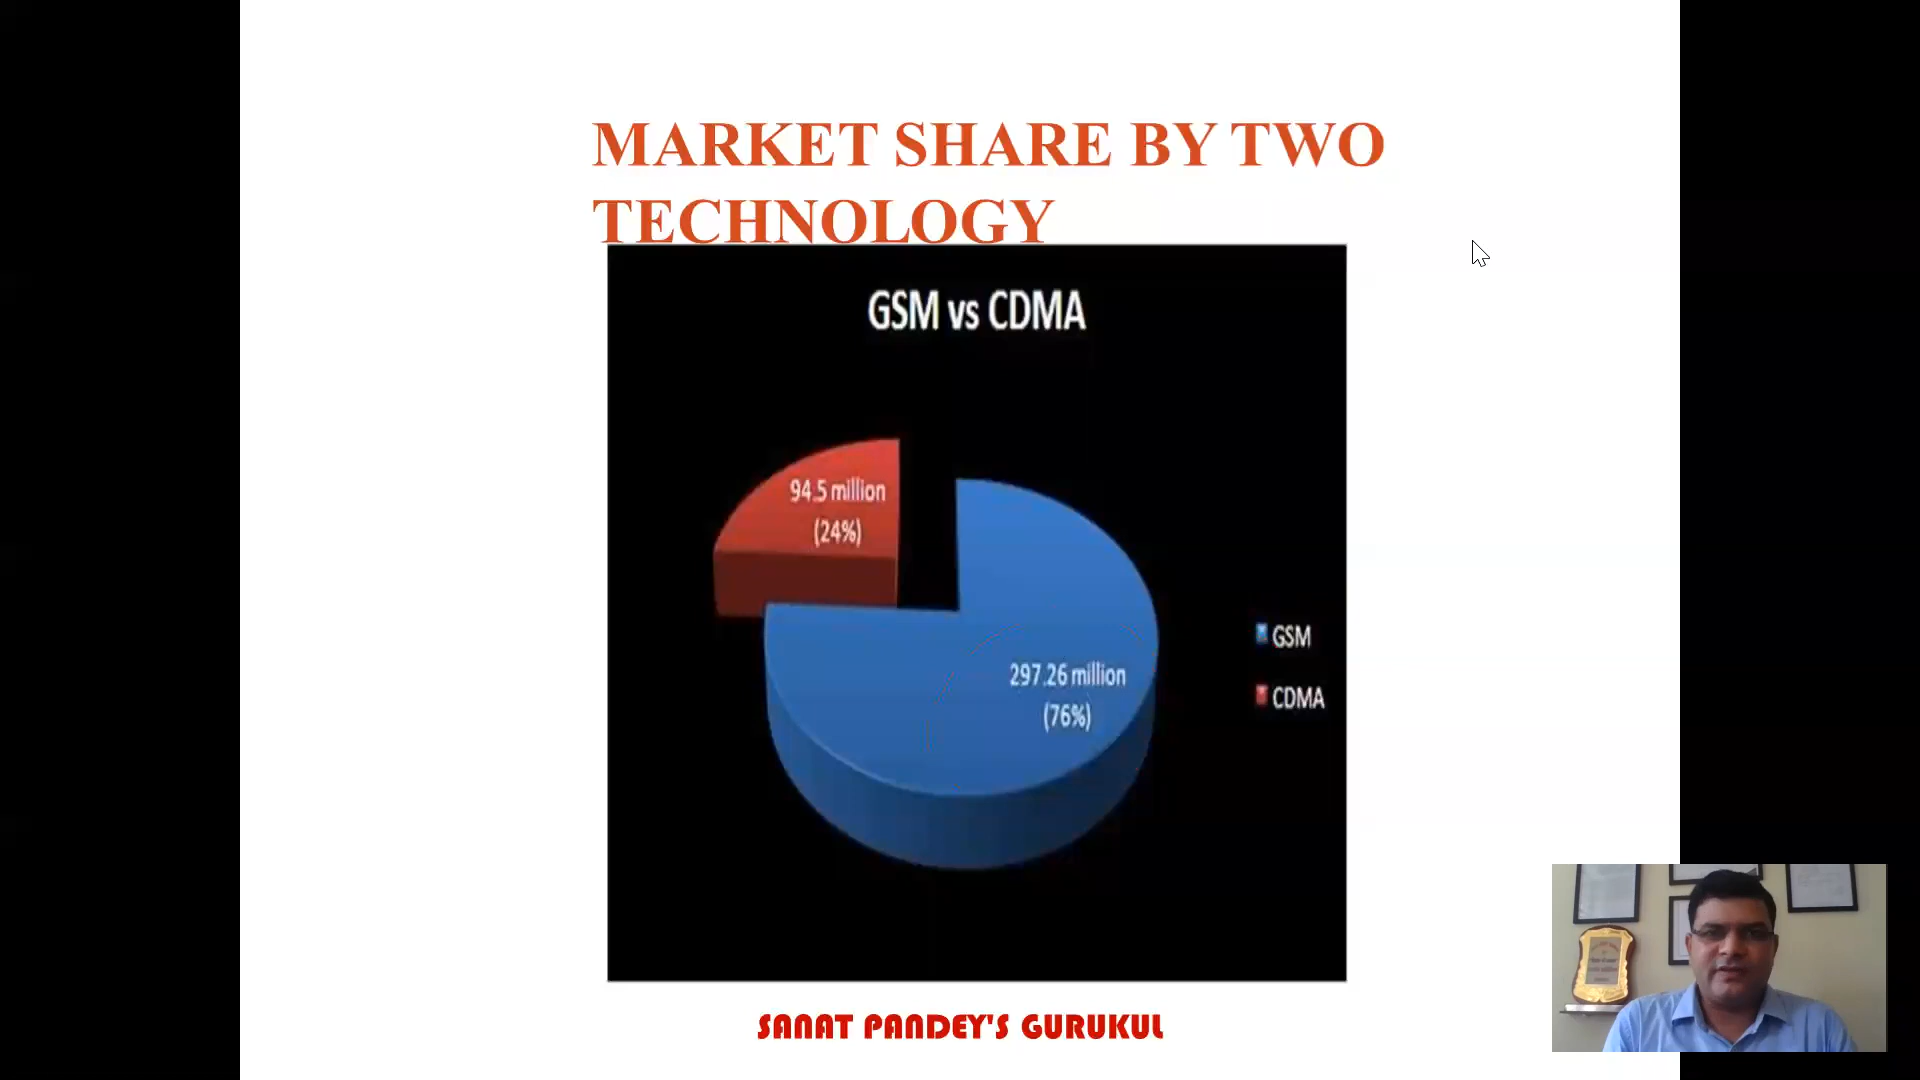 MARKET SHARE BY TWO
TECHNOLOGY
GSM vs CDMA
94.5 million
(24%)
297.26 million
(76%)
GSM
CDMA
SANAT PANDEY'S GURUKUL